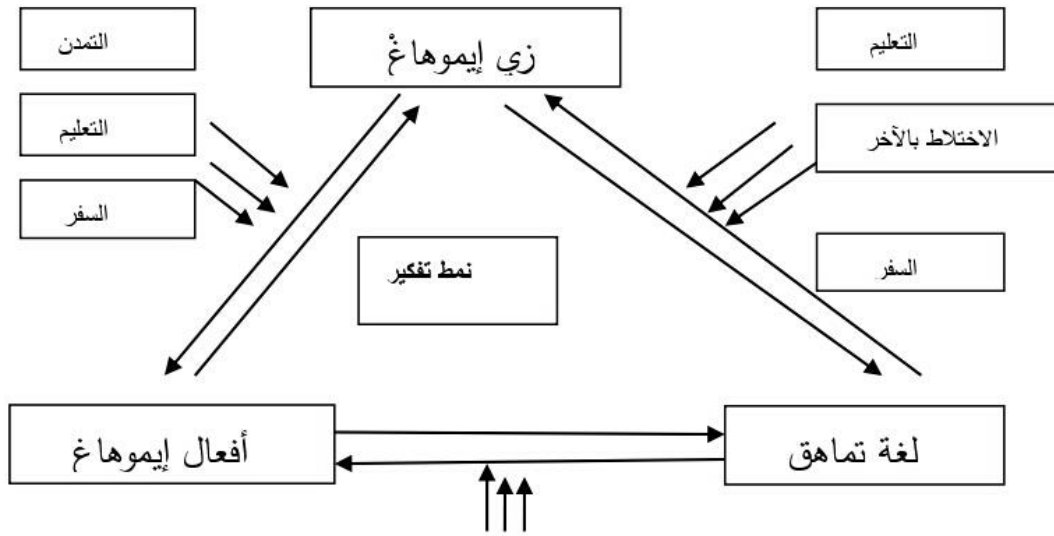 التعليم
زي إيموهاغْ
التمدن
الاختلاط بالآخر
التعليم
السفر
السفر
نمط تفكير
لغة تماهق
أفعال إيموهاغ